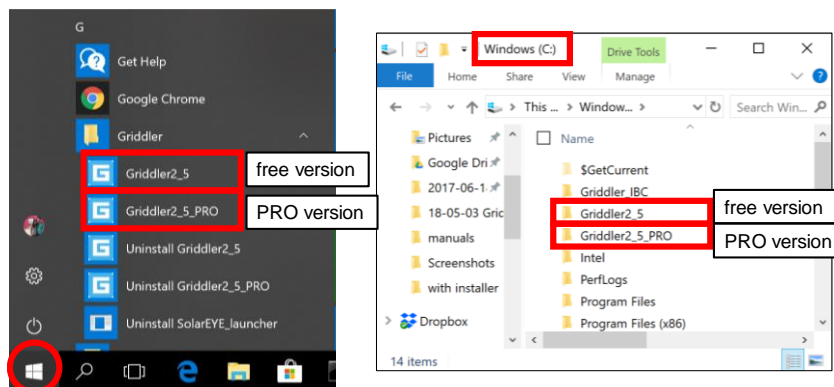 G
Get Help
Google Chrome
Griddler
Griddler2_5
free version
Griddler2_5_PRO
PRO version
Uninstall Griddler2_5
Uninstall Griddler2_5_PRO
Uninstall SolarEYE_launcher
Windows (C:)
Drive Tools
File
Home
Share
View
Manage
This ...
Window...
Search Win...
Pictures
Google Dri
2017-06-1
18-05-03 Gric
manuals
Screenshots
with installer
Dropbox
Name
$GetCurrent
Griddler_IBC
Griddler2_5
free version
Griddler2_5_PRO
PRO version
Intel
PerfLogs
Program Files
Program Files (x86)
14 items